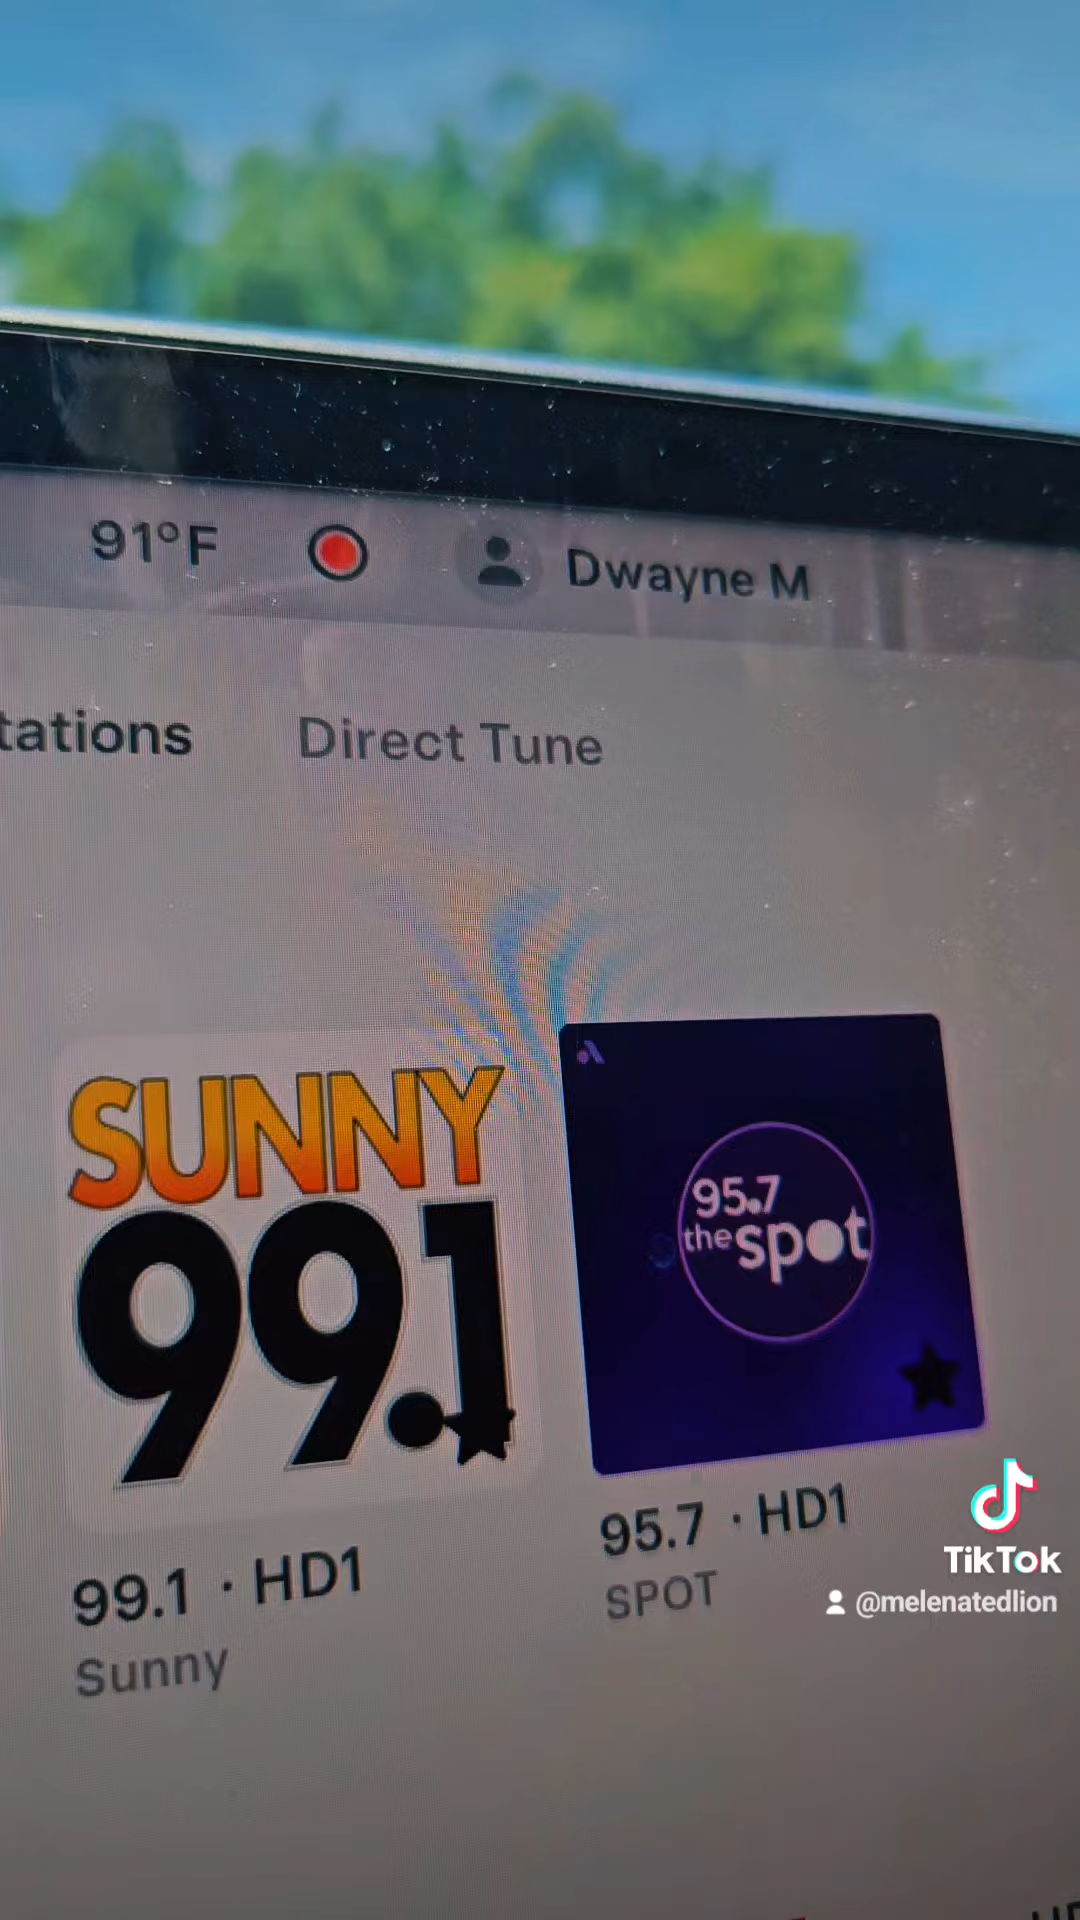 91°F
Dwayne M
tations
Direct Tune
SUNNY
99.1
95.7
the spot
99.1 · HD1
Sunny
95.7 · HD1
SPOT
TikTok
@melenatedlion